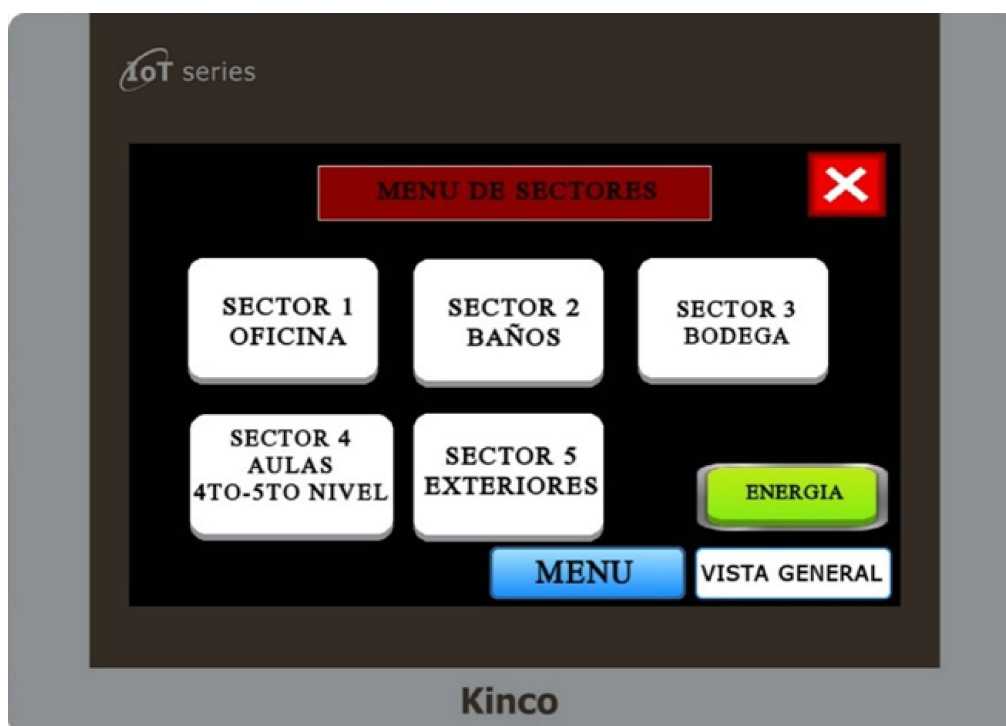 IoT series
MENU DE SECTORES
SECTOR 1
OFICINA
SECTOR 2
BAÑOS
SECTOR 3
BODEGA
SECTOR 4
AULAS
4TO-5TO NIVEL
SECTOR 5
EXTERIORES
ENERGIA
MENU
VISTA GENERAL
Kinco